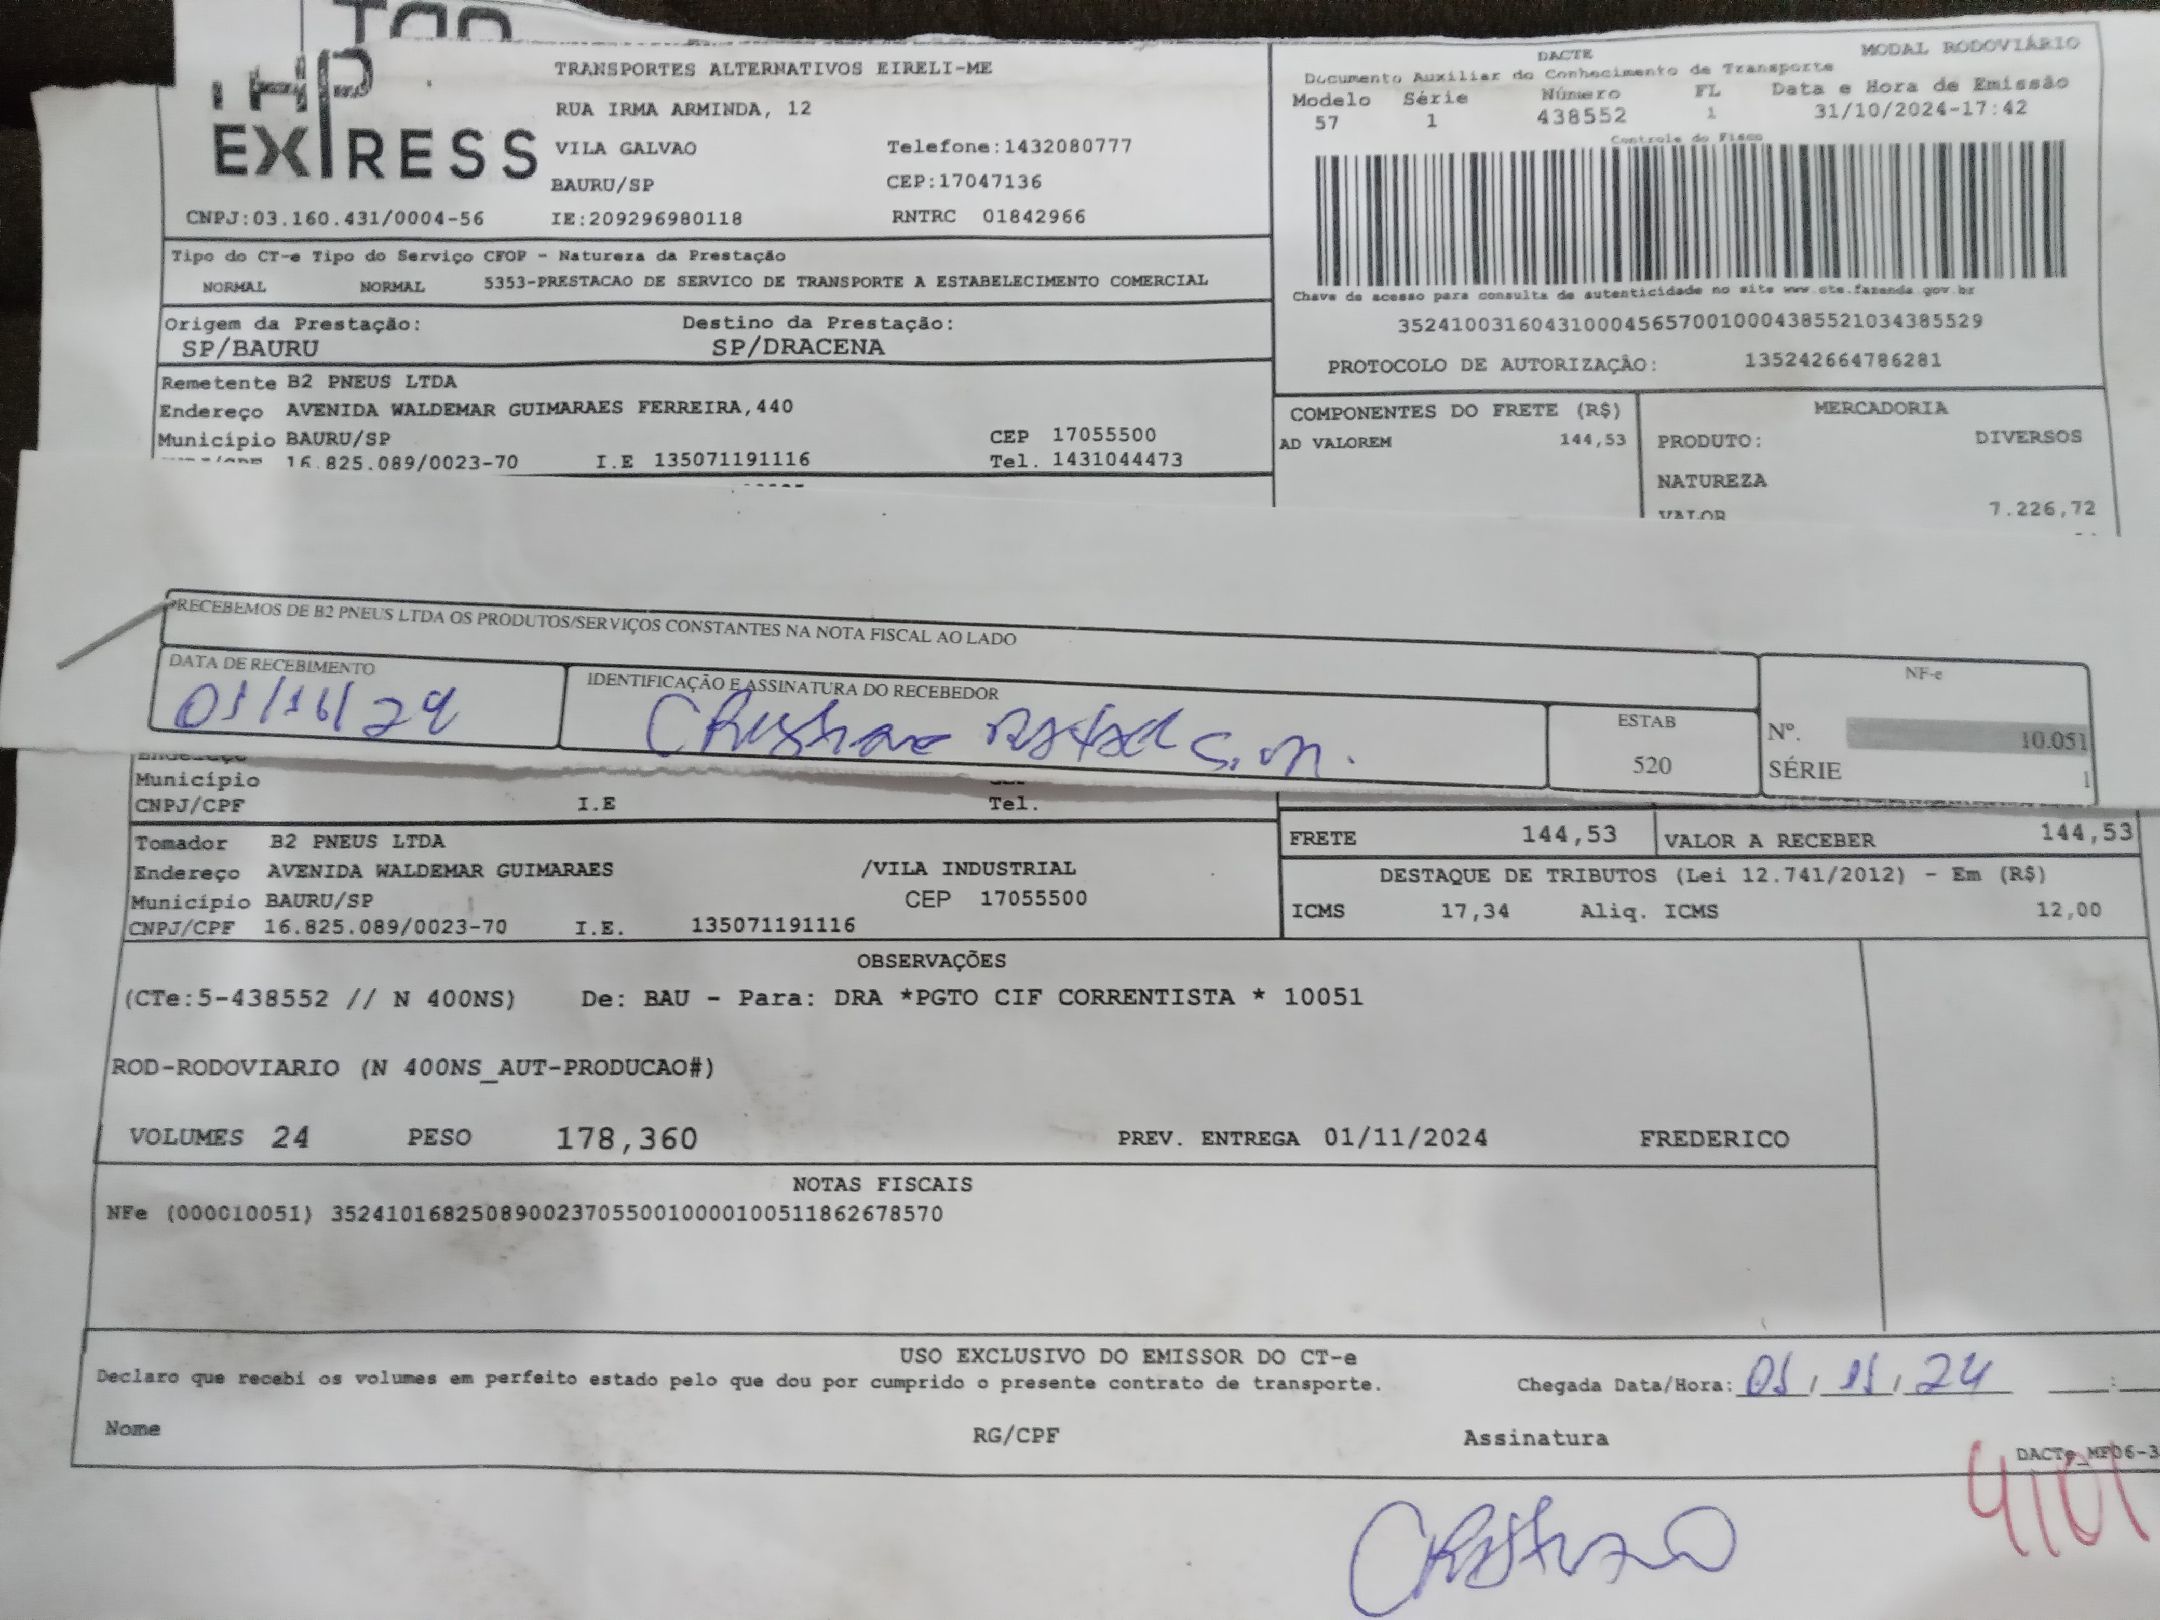 EXPRESS
TRANSPORTES ALTERNATIVOS EIRELI-ME
RUA IRMA ARMINDA, 12
VILA GALVAO Telefone:1432080777
BAURU/SP CEP:17047136
CNPJ:03.160.431/0004-56 IE:209296980118 RNTRC 01842966
DACTE MODAL RODOVIÁRIO
Documento Auxiliar do Conhecimento de Transporte
Modelo Série Número FL Data e Hora de Emissão
57 1 438552 1 31/10/2024-17:42
Controle do Fisco
Chave de acesso para consulta de autenticidade no site www.cte.fazenda.gov.br
35241003160431000456570010004385521034385529
PROTOCOLO DE AUTORIZAÇÃO: 135242664786281
Tipo do CT-e Tipo do Serviço CFOP - Natureza da Prestação
NORMAL NORMAL 5353-PRESTACAO DE SERVICO DE TRANSPORTE A ESTABELECIMENTO COMERCIAL
Origem da Prestação: Destino da Prestação:
SP/BAURU SP/DRACENA
Remetente B2 PNEUS LTDA
Endereço AVENIDA WALDEMAR GUIMARAES FERREIRA,440
Município BAURU/SP CEP 17055500
16.825.089/0023-70 I.E 135071191116 Tel. 1431044473
COMPONENTES DO FRETE (R$) MERCADORIA
AD VALOREM 144,53 PRODUTO: DIVERSOS
NATUREZA
VALOR 7.226,72
RECEBEMOS DE B2 PNEUS LTDA OS PRODUTOS/SERVIÇOS CONSTANTES NA NOTA FISCAL AO LADO
DATA DE RECEBIMENTO IDENTIFICAÇÃO E ASSINATURA DO RECEBEDOR
01/11/24
ESTAB
520
NF-e
Nº. 10.051
SÉRIE 1
Endereço
Município
CNPJ/CPF I.E Tel.
Tomador B2 PNEUS LTDA
Endereço AVENIDA WALDEMAR GUIMARAES /VILA INDUSTRIAL
Município BAURU/SP CEP 17055500
CNPJ/CPF 16.825.089/0023-70 I.E. 135071191116
FRETE 144,53 VALOR A RECEBER 144,53
DESTAQUE DE TRIBUTOS (Lei 12.741/2012) - Em (R$)
ICMS 17,34 Aliq. ICMS 12,00
OBSERVAÇÕES
(CTe:5-438552 // N 400NS) De: BAU - Para: DRA *PGTO CIF CORRENTISTA * 10051
ROD-RODOVIARIO (N 400NS_AUT-PRODUCAO#)
VOLUMES 24 PESO 178,360 PREV. ENTREGA 01/11/2024 FREDERICO
NOTAS FISCAIS
NFe (000010051) 35241016825089002370550010000100511862678570
USO EXCLUSIVO DO EMISSOR DO CT-e
Declaro que recebi os volumes em perfeito estado pelo que dou por cumprido o presente contrato de transporte. Chegada Data/Hora: 01/11/24
Nome RG/CPF Assinatura
DACTe_MF06-3